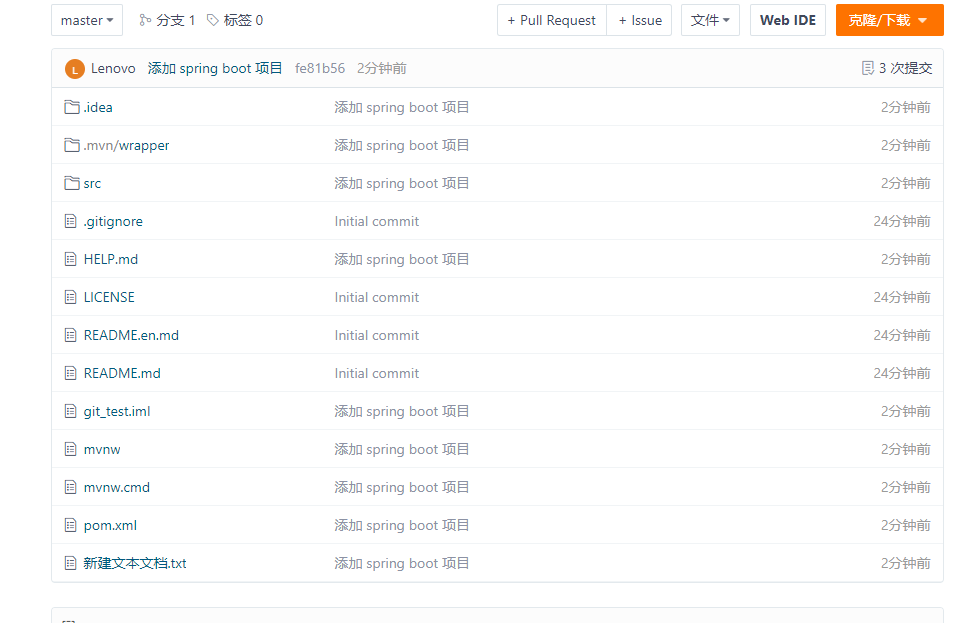 master 分支 1 标签 0 + Pull Request + Issue 文件 Web IDE 克隆/下载
L Lenovo 添加 spring boot 项目 fe81b56 2分钟前 3 次提交
.idea 添加 spring boot 项目 2分钟前
.mvn/wrapper 添加 spring boot 项目 2分钟前
src 添加 spring boot 项目 2分钟前
.gitignore Initial commit 24分钟前
HELP.md 添加 spring boot 项目 2分钟前
LICENSE Initial commit 24分钟前
README.en.md Initial commit 24分钟前
README.md Initial commit 24分钟前
git_test.iml 添加 spring boot 项目 2分钟前
mvnw 添加 spring boot 项目 2分钟前
mvnw.cmd 添加 spring boot 项目 2分钟前
pom.xml 添加 spring boot 项目 2分钟前
新建文本文档.txt 添加 spring boot 项目 2分钟前